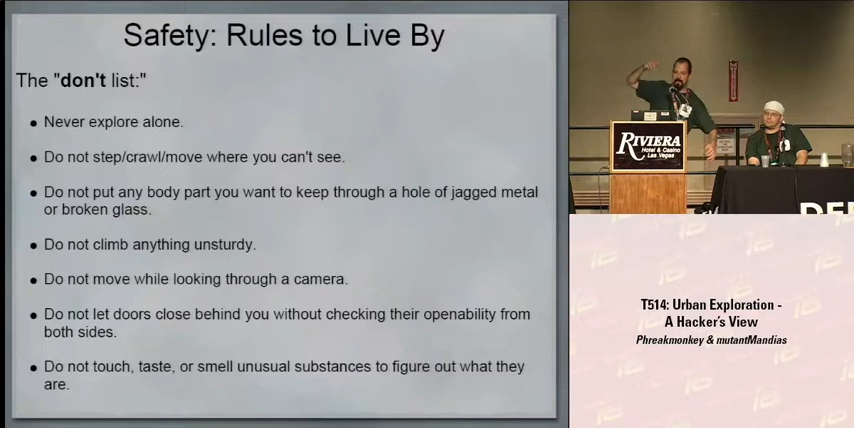 Safety: Rules to Live By
The "don't list:"
• Never explore alone.
• Do not step/crawl/move where you can't see.
• Do not put any body part you want to keep through a hole of jagged metal
or broken glass.
• Do not climb anything unsturdy.
• Do not move while looking through a camera.
• Do not let doors close behind you without checking their openability from
both sides.
• Do not touch, taste, or smell unusual substances to figure out what they
are.
RIVIERA
Hotel & Casino
Las Vegas
DEF
T514: Urban Exploration -
A Hacker's View
Phreakmonkey & mutantMandias